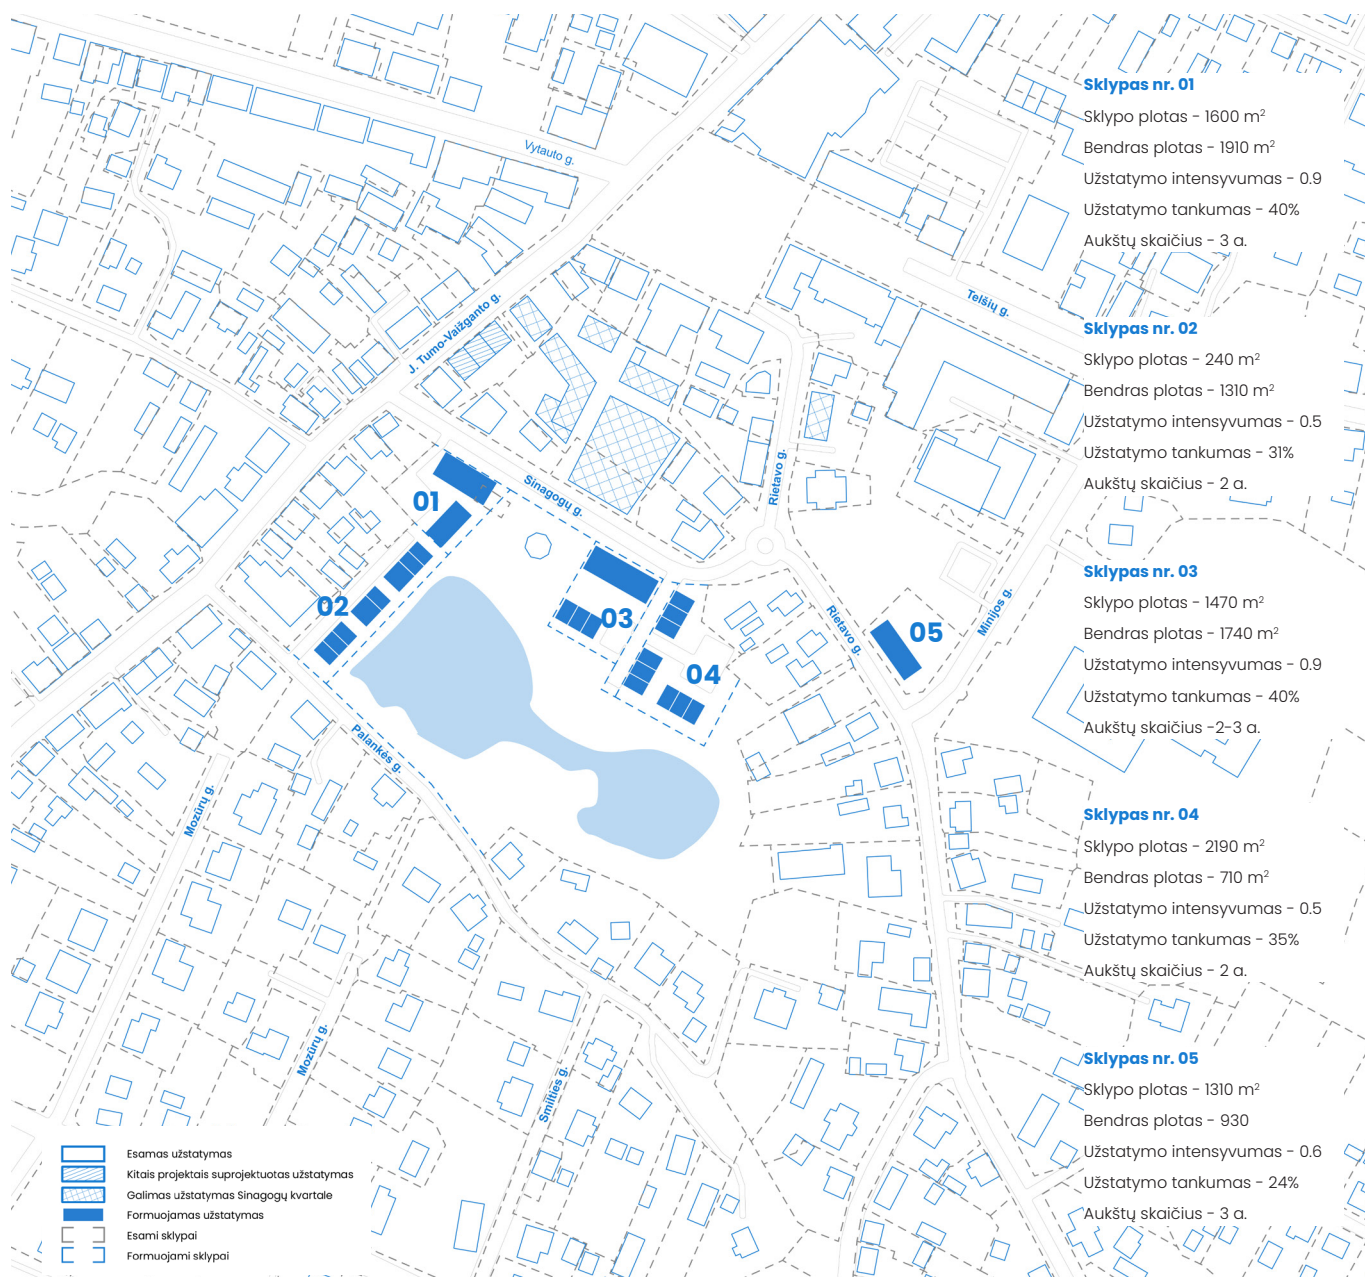 Sklypas nr. 01
Sklypo plotas - 1600 m²
Bendras plotas - 1910 m²
Užstatymo intensyvumas - 0.9
Užstatymo tankumas - 40%
Aukštų skaičius - 3 a.
Vytauto g.
J. Tumo-Vaižganto g.
Telšių g.
Sklypas nr. 02
Sklypo plotas - 240 m²
Bendras plotas - 1310 m²
Užstatymo intensyvumas - 0.5
Užstatymo tankumas - 31%
Aukštų skaičius - 2 a.
Sinagogų g.
Rietavo g.
01
02
03
04
05
Rietavo g.
Minijos g.
Sklypas nr. 03
Sklypo plotas - 1470 m²
Bendras plotas - 1740 m²
Užstatymo intensyvumas - 0.9
Užstatymo tankumas - 40%
Aukštų skaičius -2-3 a.
Palankės g.
Mozūrų g.
Sklypas nr. 04
Sklypo plotas - 2190 m²
Bendras plotas - 710 m²
Užstatymo intensyvumas - 0.5
Užstatymo tankumas - 35%
Aukštų skaičius - 2 a.
Mozūrų g.
Smilties g.
Sklypas nr. 05
Sklypo plotas - 1310 m²
Bendras plotas - 930
Užstatymo intensyvumas - 0.6
Užstatymo tankumas - 24%
Aukštų skaičius - 3 a.
Esamas užstatymas
Kitais projektais suprojektuotas užstatymas
Galimas užstatymas Sinagogų kvartale
Formuojamas užstatymas
Esami sklypai
Formuojami sklypai